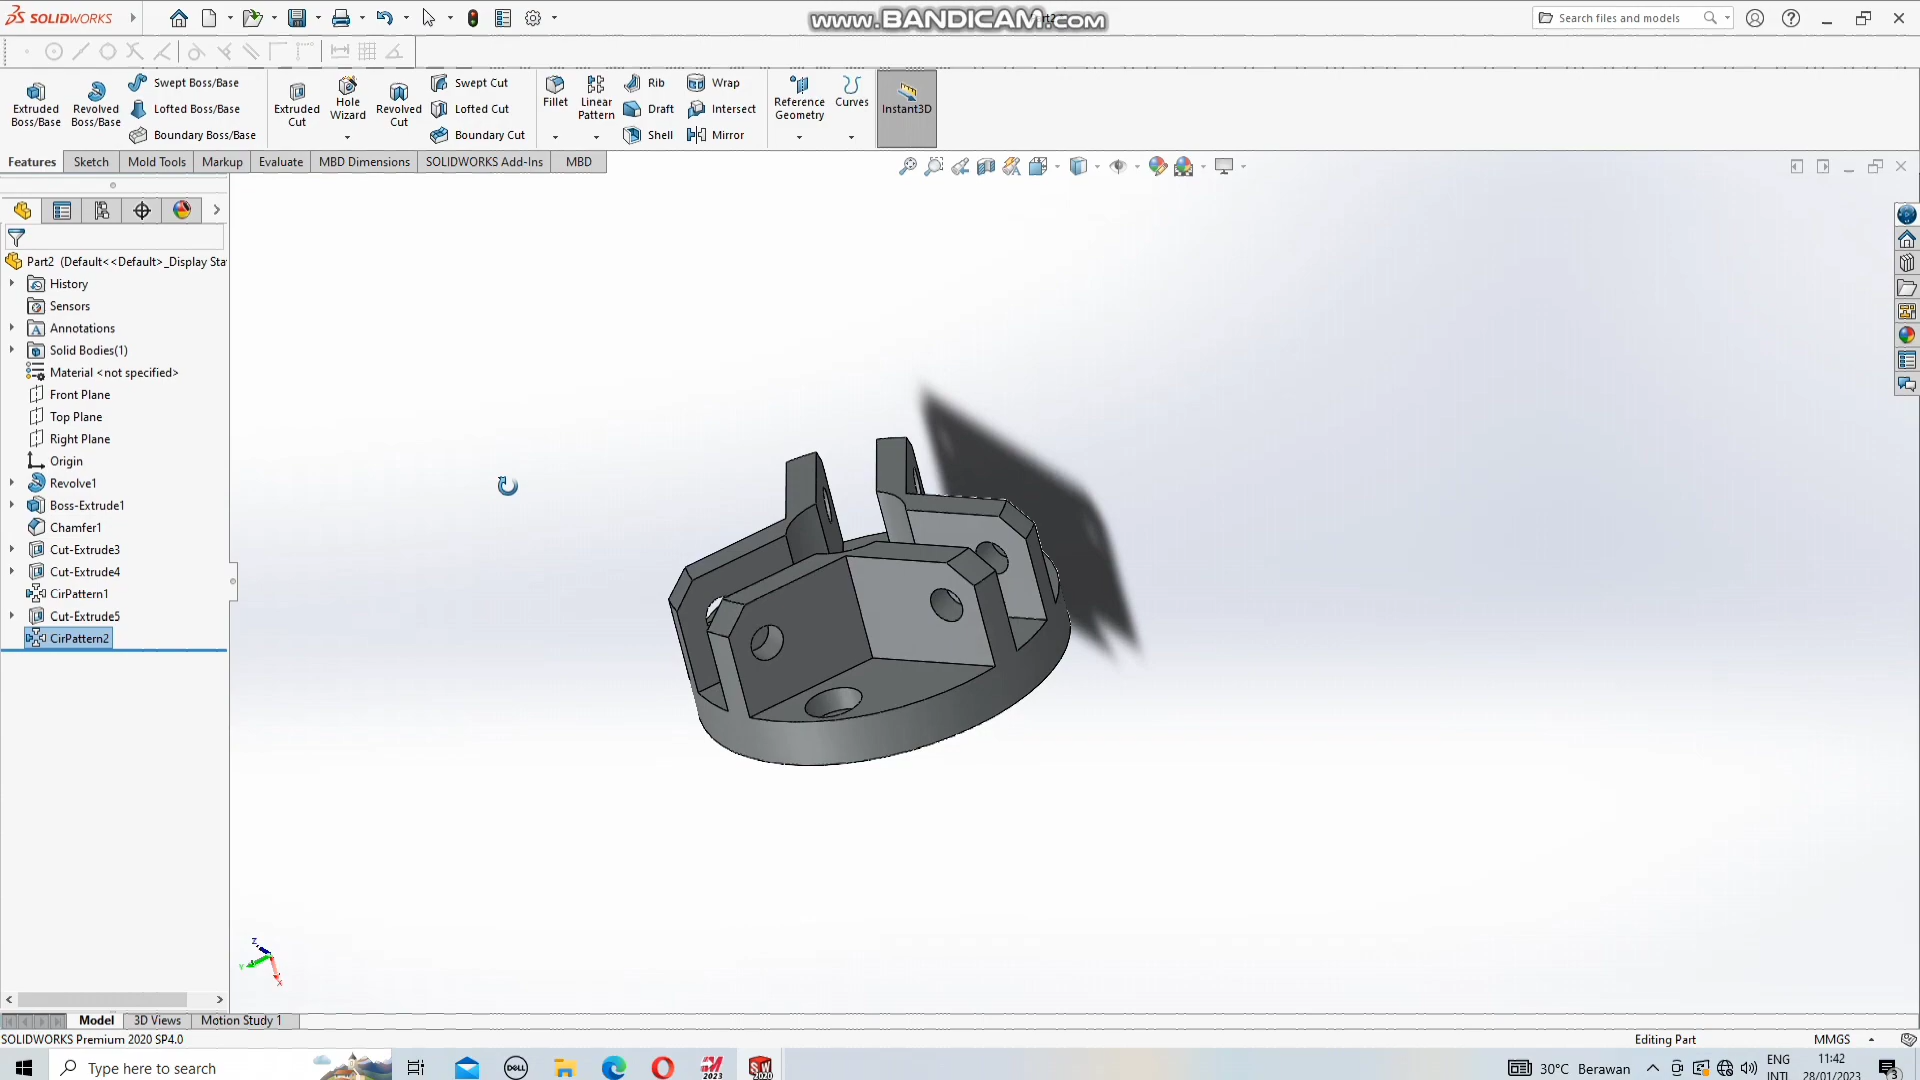 SOLIDWORKS
www.BANDICAM.com
Search files and models
Extruded Boss/Base
Revolved Boss/Base
Swept Boss/Base
Lofted Boss/Base
Boundary Boss/Base
Extruded Cut
Hole Wizard
Revolved Cut
Swept Cut
Lofted Cut
Boundary Cut
Fillet
Linear Pattern
Rib
Draft
Shell
Wrap
Intersect
Mirror
Reference Geometry
Curves
Instant3D
Features
Sketch
Mold Tools
Markup
Evaluate
MBD Dimensions
SOLIDWORKS Add-Ins
MBD
Part2 (Default<<Default>_Display Sta
History
Sensors
Annotations
Solid Bodies(1)
Material <not specified>
Front Plane
Top Plane
Right Plane
Origin
Revolve1
Boss-Extrude1
Chamfer1
Cut-Extrude3
Cut-Extrude4
CirPattern1
Cut-Extrude5
CirPattern2
Z
Y
X
Model
3D Views
Motion Study 1
SOLIDWORKS Premium 2020 SP4.0
Editing Part
MMGS
Type here to search
DELL
2023
SW
2020
30°C Berawan
ENG
INTL
11:42
28/01/2023
3